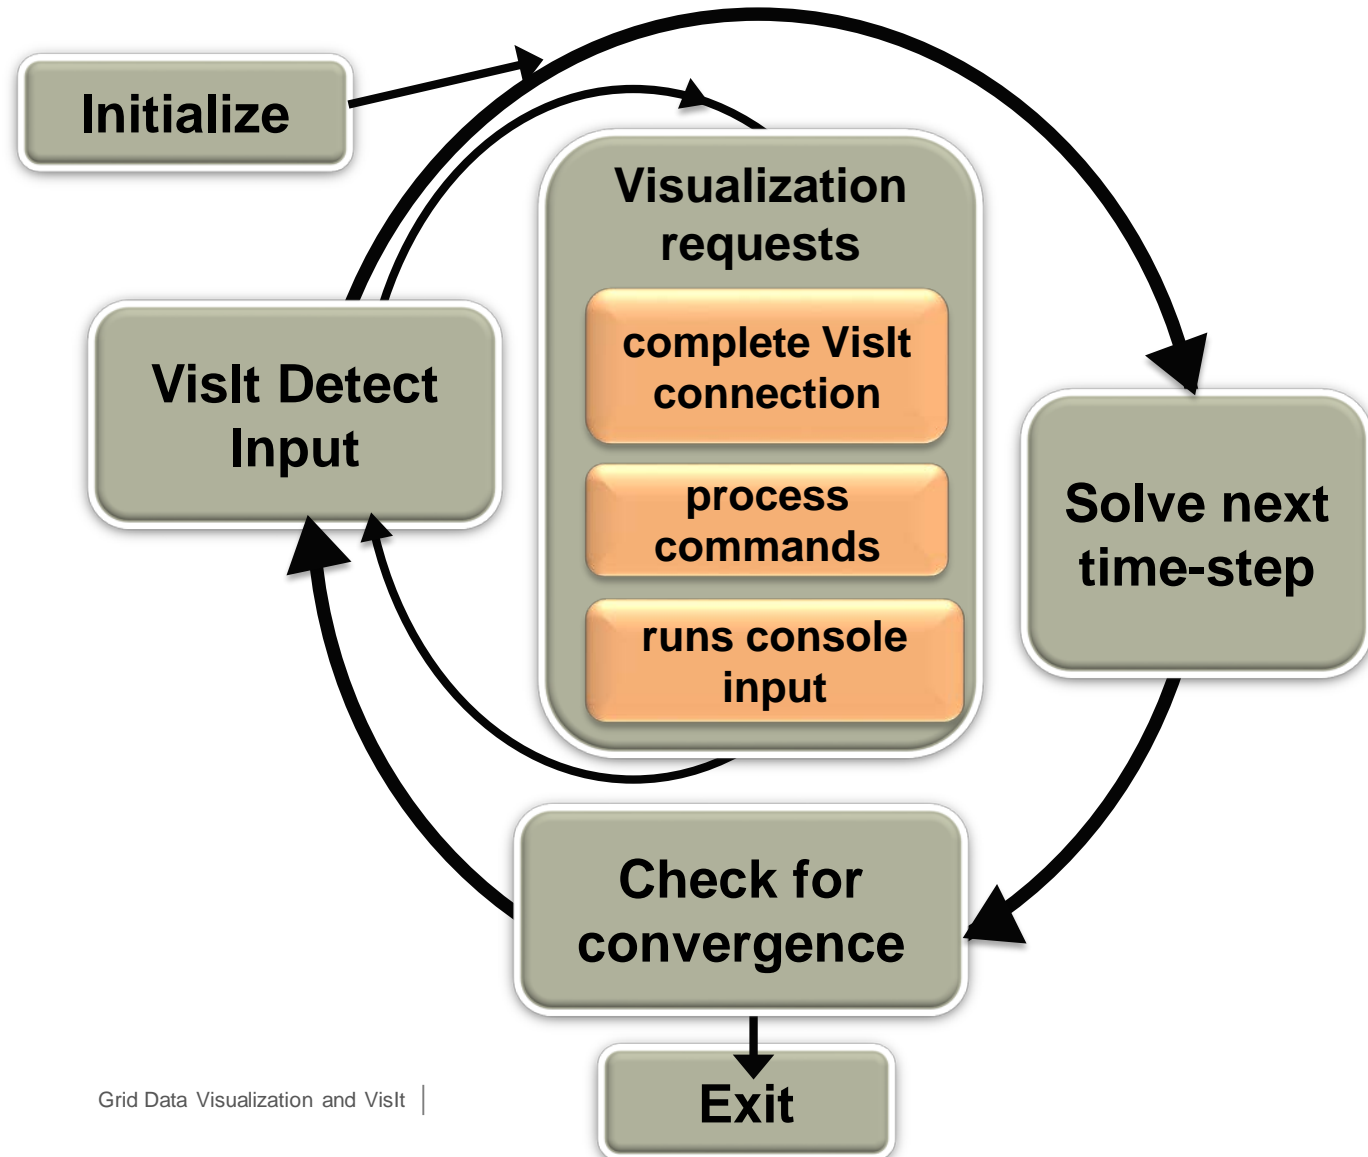 Initialize
Visualization
requests
complete VisIt
connection
process
commands
runs console
input
VisIt Detect
Input
Solve next
time-step
Check for
convergence
Exit
Grid Data Visualization and VisIt